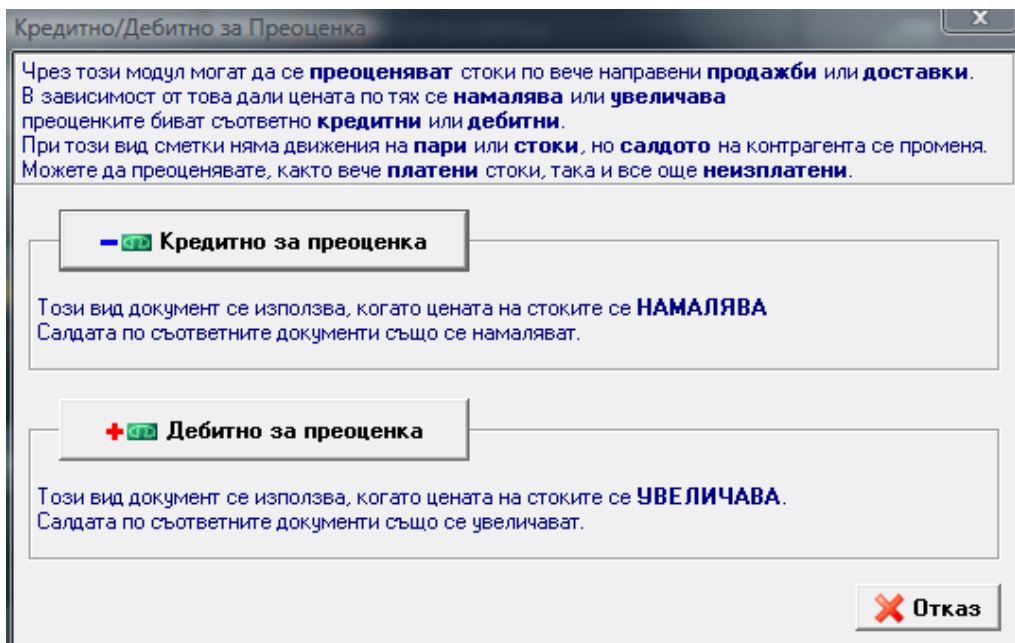 Кредитно/Дебитно за Преоценка
Чрез този модул могат да се преоценяват стоки по вече направени продажби или доставки.
В зависимост от това дали цената по тях се намалява или увеличава
преоценките биват съответно кредитни или дебитни.
При този вид сметки няма движения на пари или стоки, но салдото на контрагента се променя.
Можете да преоценявате, както вече платени стоки, така и все още неизплатени.
Кредитно за преоценка
Този вид документ се използва, когато цената на стоките се НАМАЛЯВА
Салдата по съответните документи също се намаляват.
Дебитно за преоценка
Този вид документ се използва, когато цената на стоките се УВЕЛИЧАВА.
Салдата по съответните документи също се увеличават.
Отказ